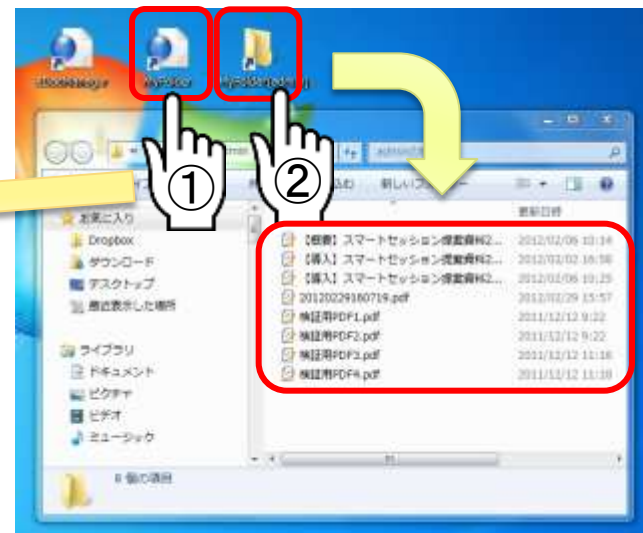 MyFolder
①
②
新しいフォルダー
更新日時
お気に入り
Dropbox
ダウンロード
デスクトップ
最近表示した場所
ライブラリ
ドキュメント
ピクチャ
ビデオ
ミュージック
【概要】スマートセッション提案資料2... 2012/02/06 10:14
【導入】スマートセッション提案資料2... 2012/02/02 16:58
【導入】スマートセッション提案資料2... 2012/02/06 10:25
20120229160719.pdf 2012/02/29 15:57
検証用PDF1.pdf 2011/12/12 9:22
検証用PDF2.pdf 2011/12/12 9:22
検証用PDF3.pdf 2011/12/12 11:16
検証用PDF4.pdf 2011/12/12 11:19
8 個の項目